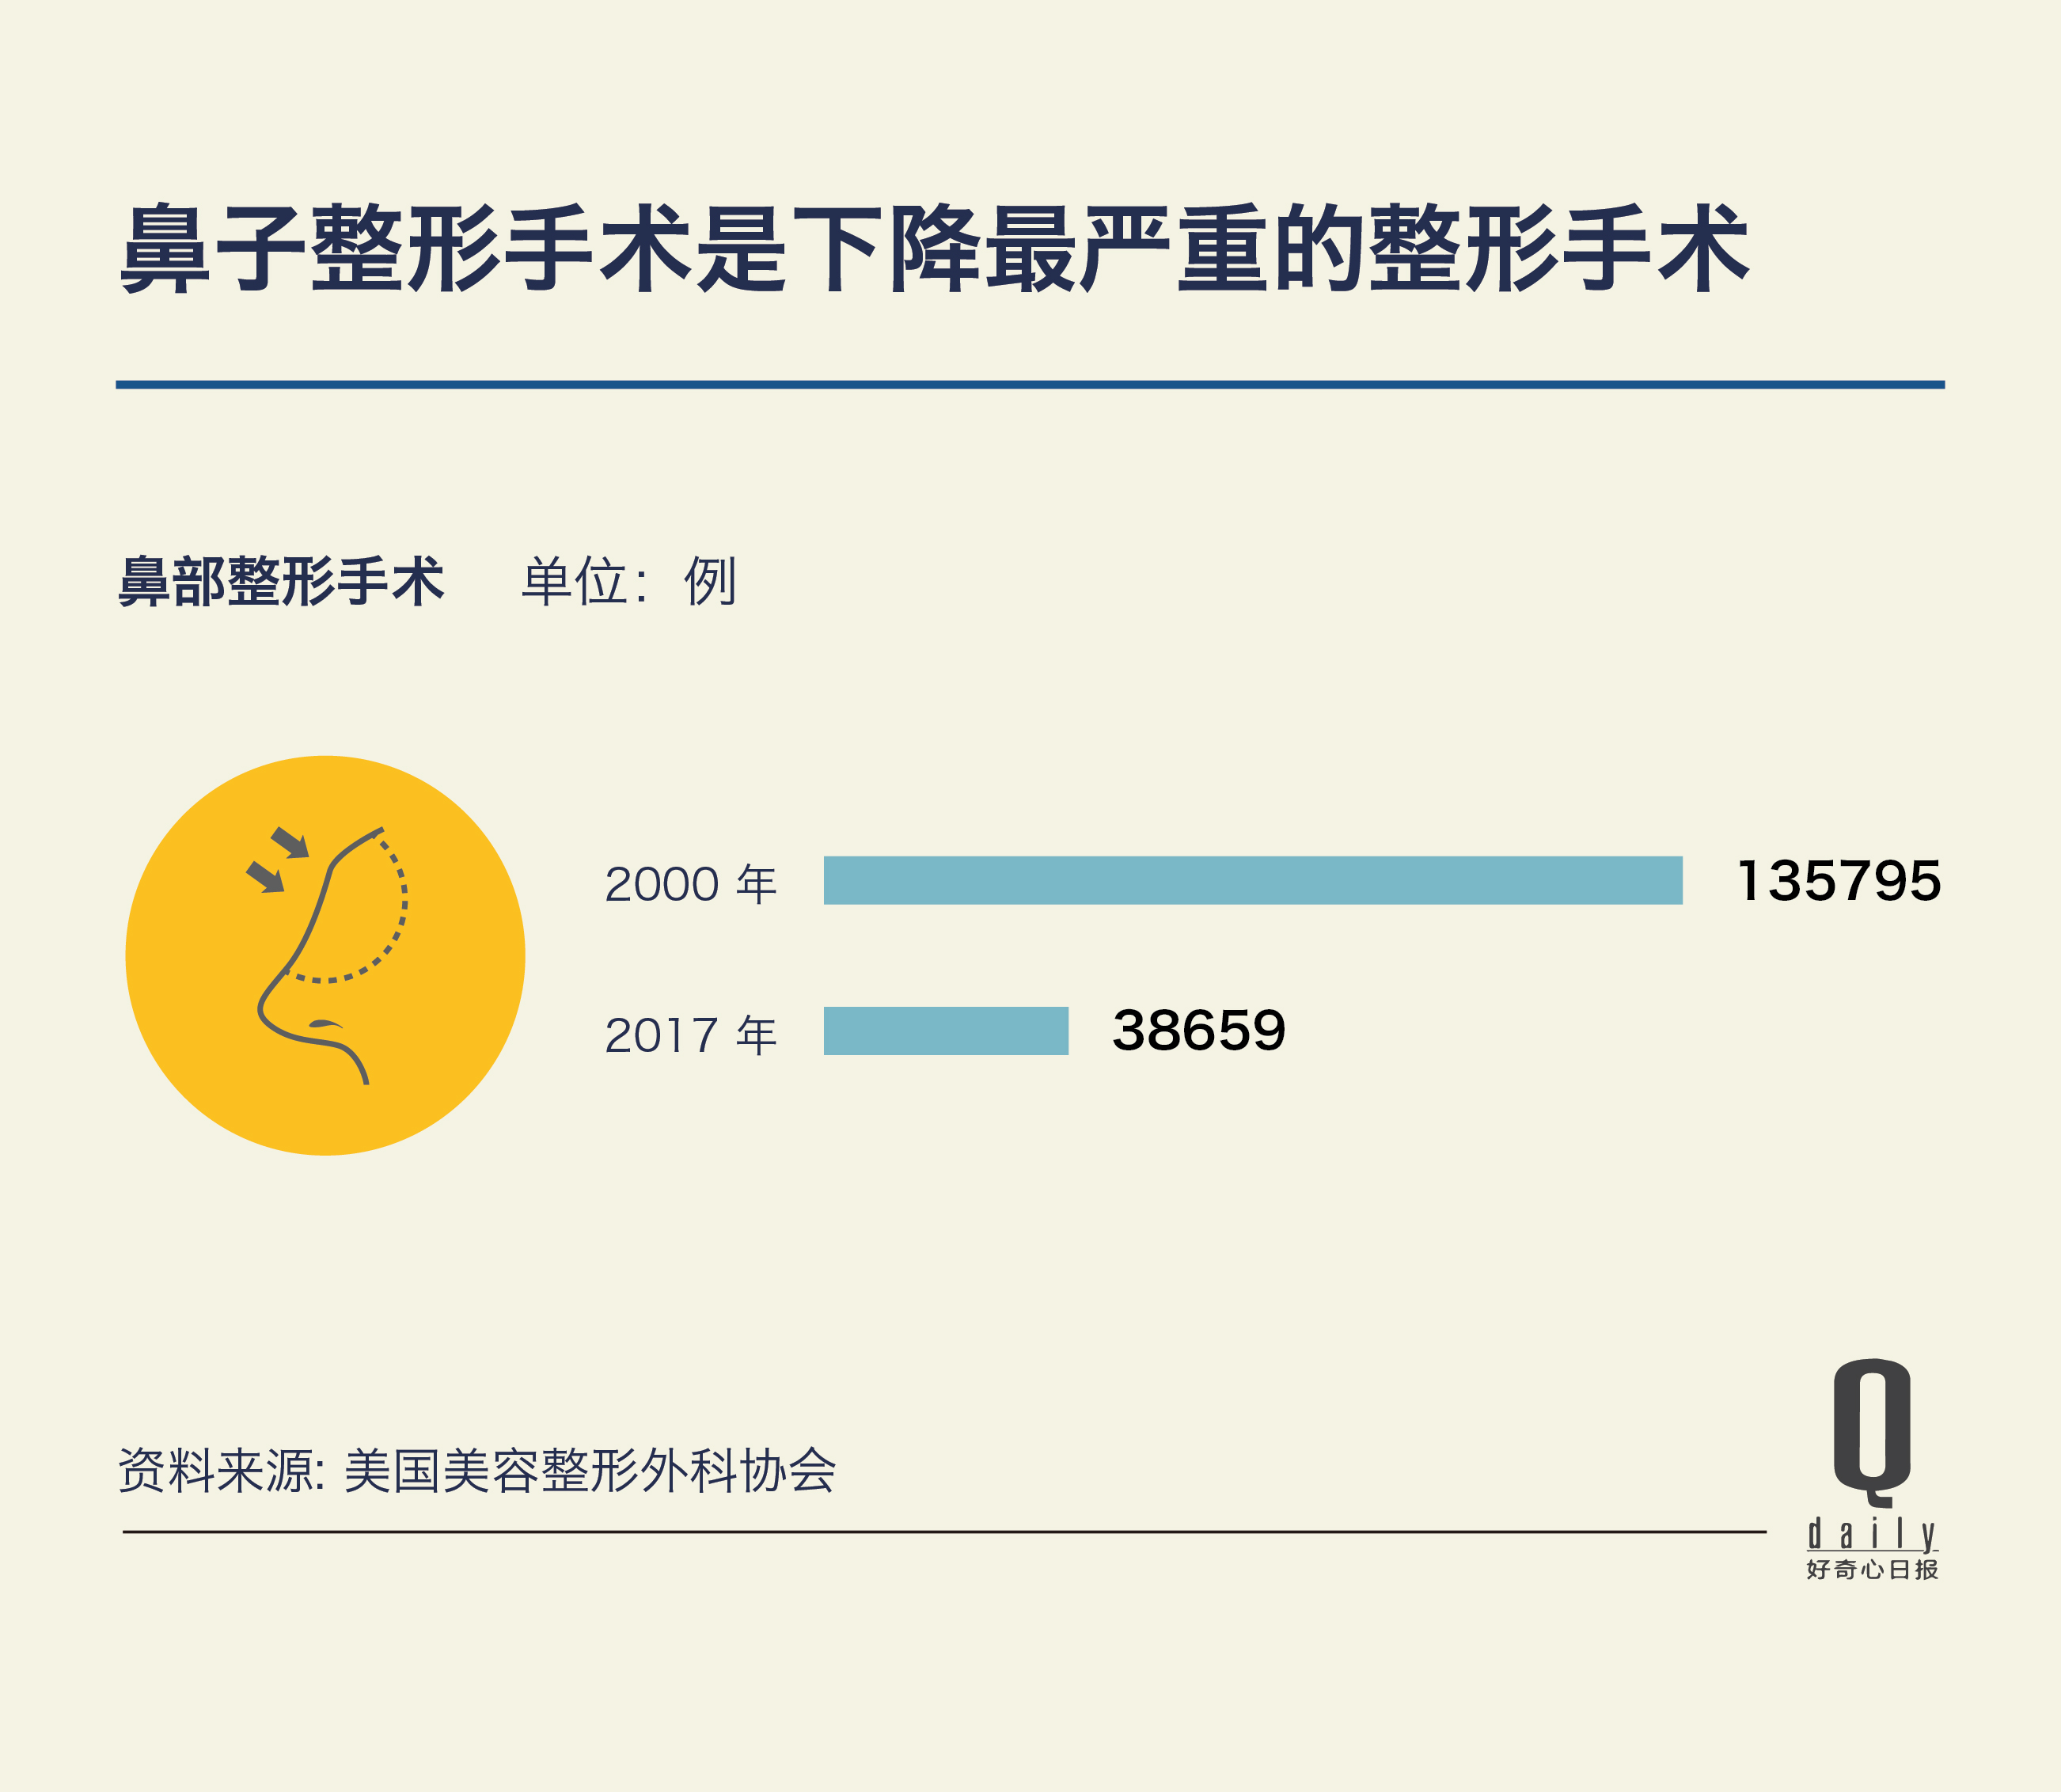 鼻子整形手术是下降最严重的整形手术
鼻部整形手术 单位：例
2000 年 135795
2017 年 38659
资料来源: 美国美容整形外科协会
Q
daily
好奇心日报